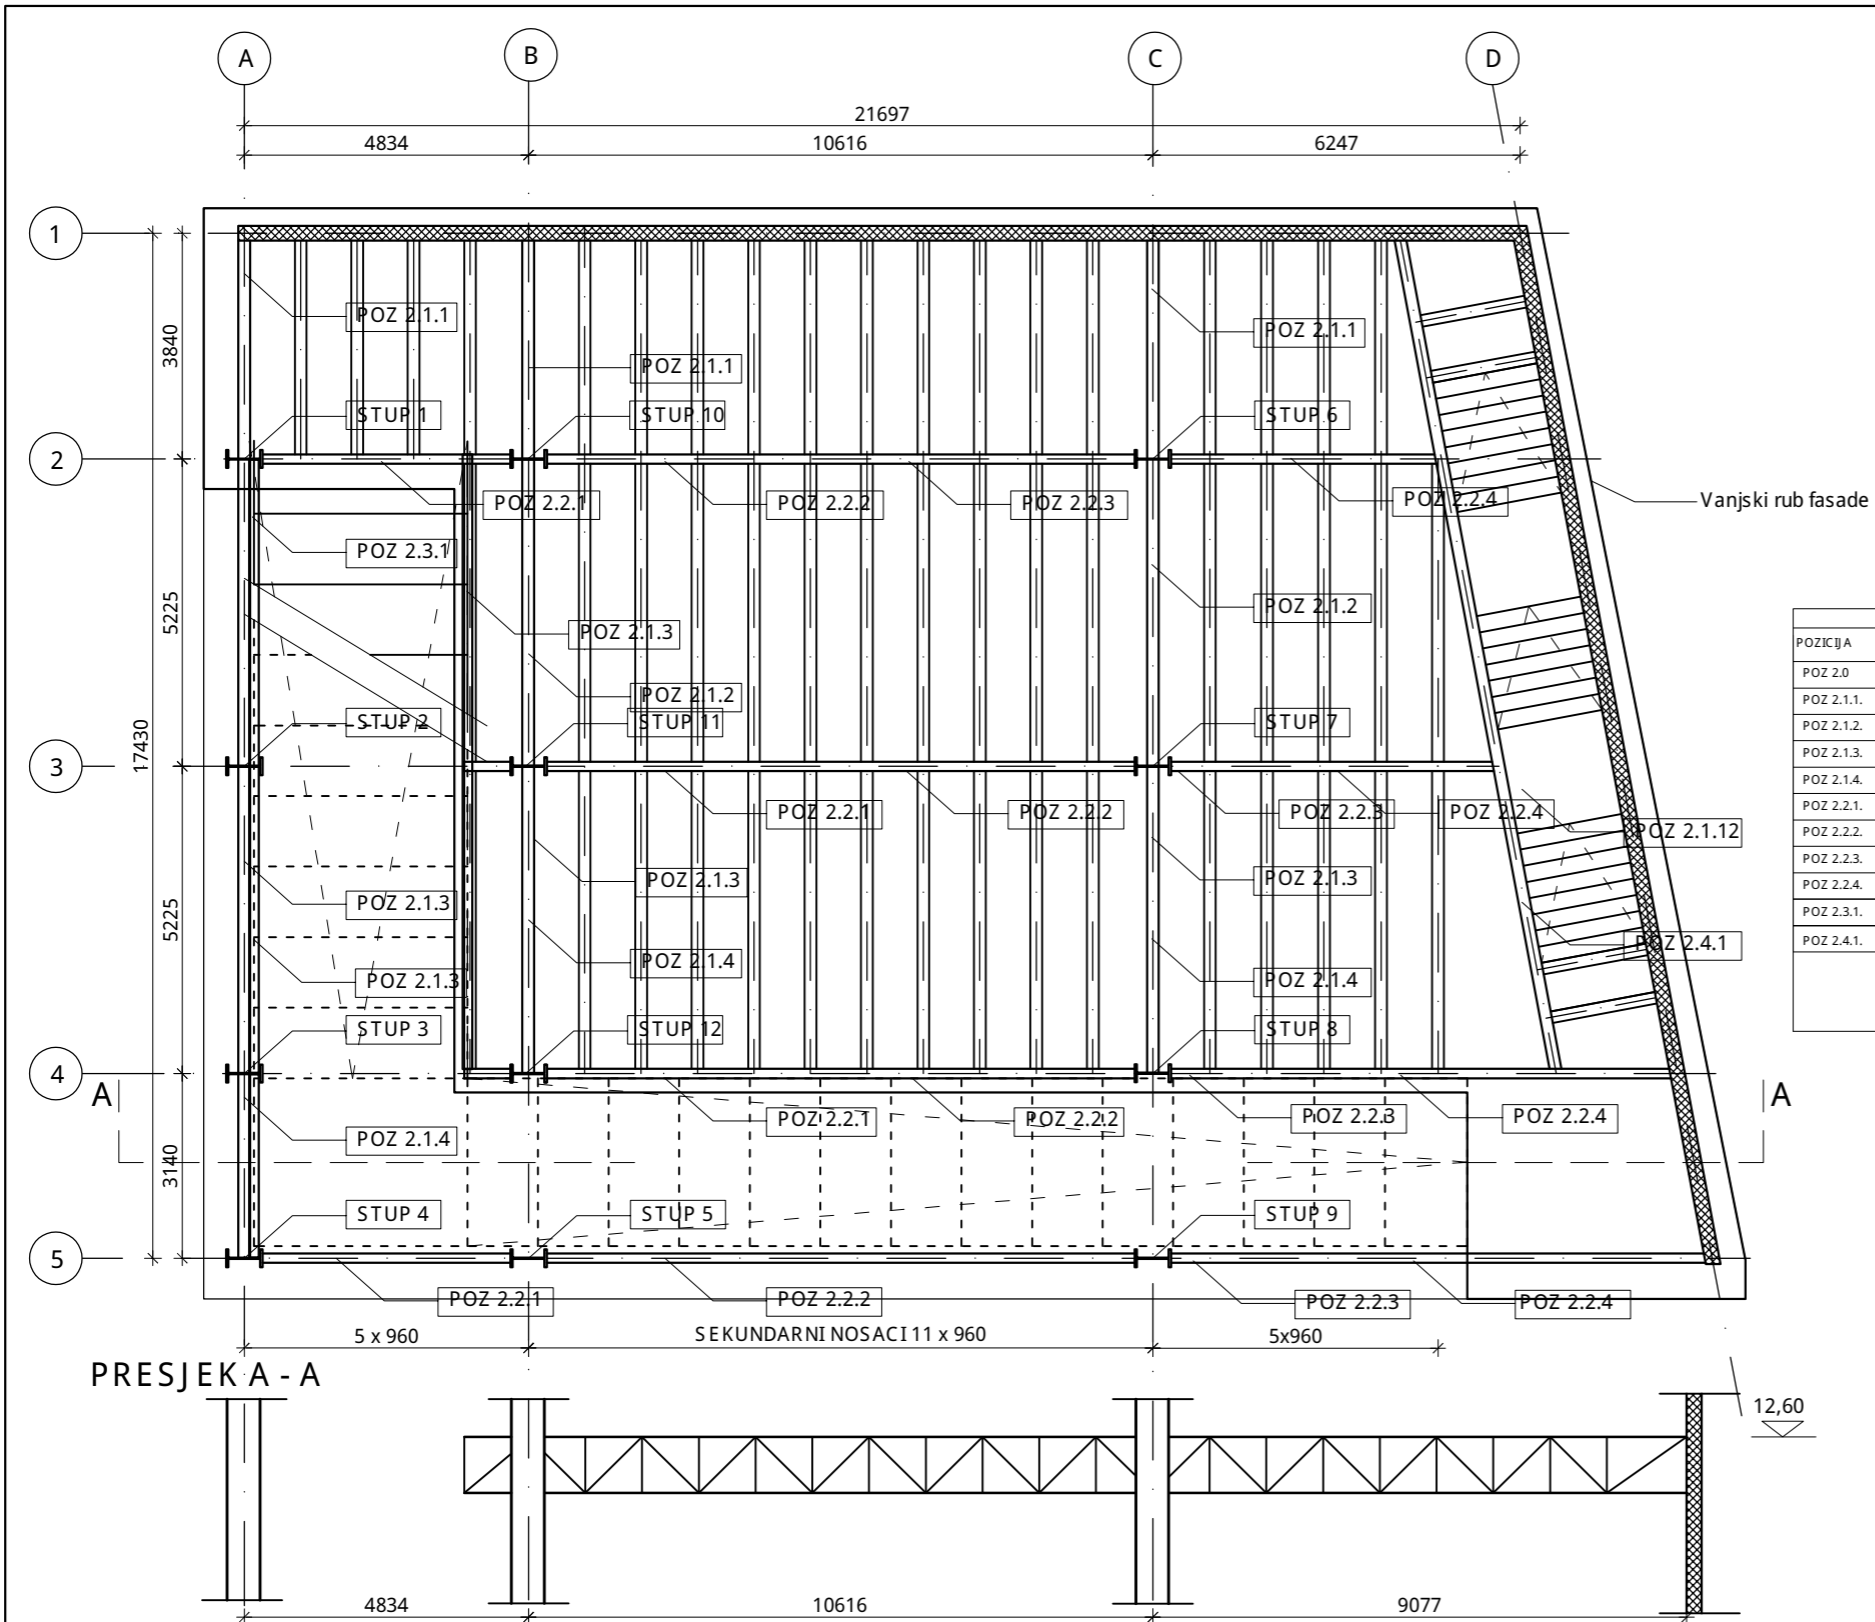 A B C D
21697
4834 10616 6247
1
3840
POZ 2.1.1
POZ 2.1.1
POZ 2.1.1
STUP 1
STUP 10
STUP 6
2
POZ 2.2.1
POZ 2.2.2
POZ 2.2.3
POZ 2.2.4
Vanjski rub fasade
POZ 2.3.1
5225
POZ 2.1.2
POZ 2.1.3
POZ 2.1.2
STUP 2
STUP 11
STUP 7
17430
3
POZ 2.2.1
POZ 2.2.2
POZ 2.2.3
POZ 2.2.4
POZ 2.1.12
POZ 2.1.3
POZ 2.1.3
POZ 2.1.3
5225
POZ 2.4.1
POZ 2.1.4
POZ 2.1.3
POZ 2.1.4
STUP 3
STUP 12
STUP 8
4
A A
POZ 2.2.1
POZ 2.2.2
POZ 2.2.3
POZ 2.2.4
POZ 2.1.4
3140
STUP 4
STUP 5
STUP 9
5
POZ 2.2.1
POZ 2.2.2
POZ 2.2.3
POZ 2.2.4
5 x 960
SEKUNDARNI NOSACI 11 x 960
5x960
POZICIJA
POZ 2.0
POZ 2.1.1.
POZ 2.1.2.
POZ 2.1.3.
POZ 2.1.4.
POZ 2.2.1.
POZ 2.2.2.
POZ 2.2.3.
POZ 2.2.4.
POZ 2.3.1.
POZ 2.4.1.
PRESJEK A - A
12,60
4834 10616 9077